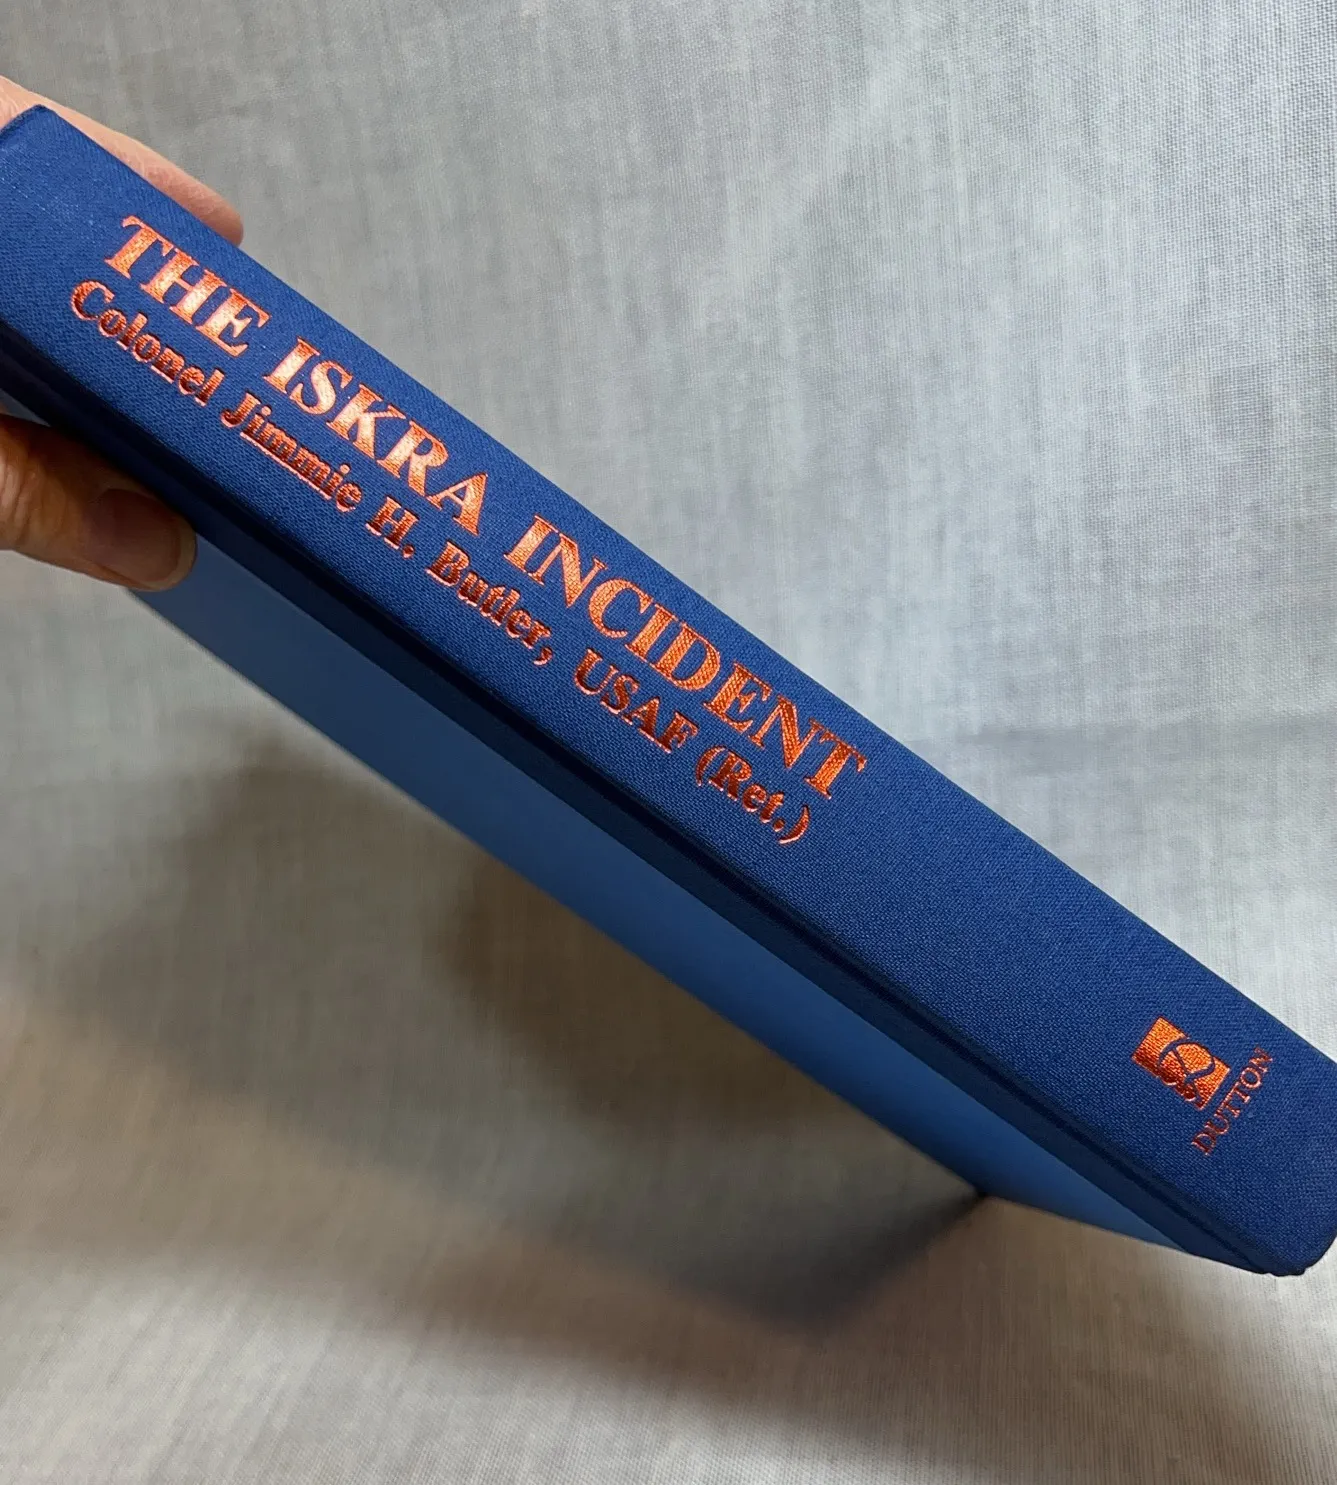 THE ISKRA INCIDENT
Colonel Jimmie H. Butler, USAF (Ret.)
DUTTON